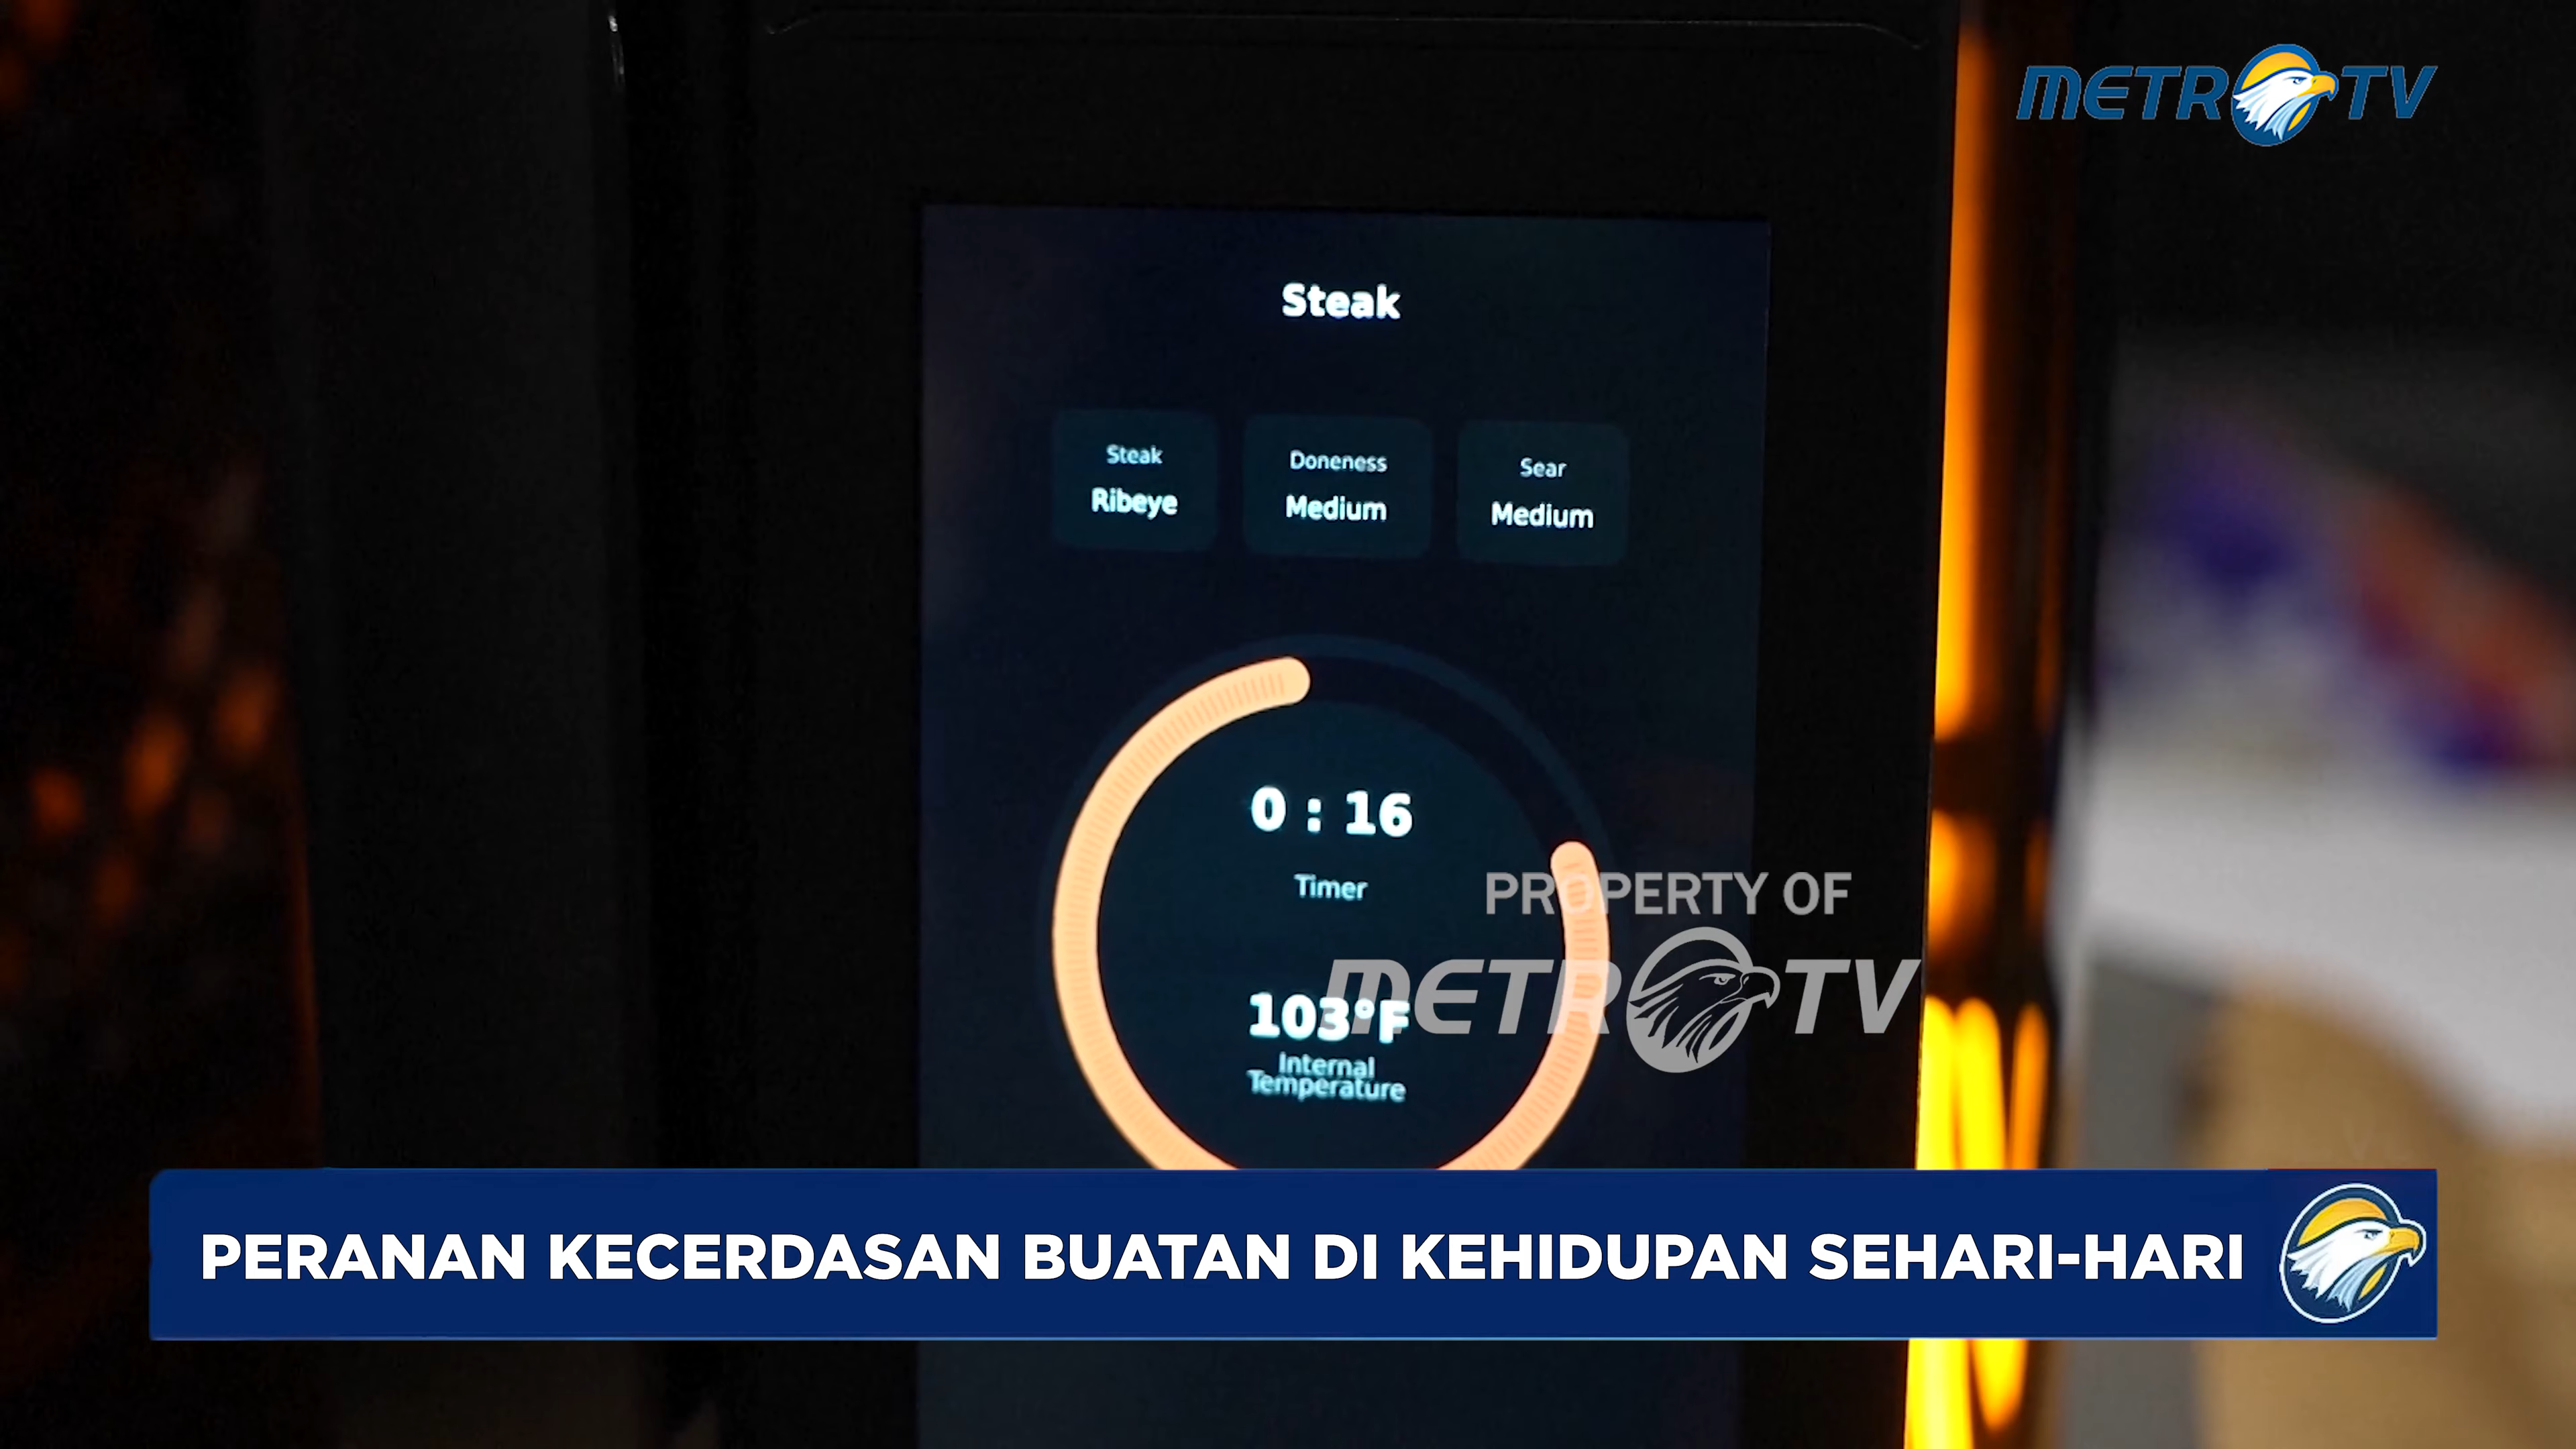 METRO TV
Steak
Steak
Ribeye
Doneness
Medium
Sear
Medium
0 : 16
Timer
PROPERTY OF
METRO TV
103°F
Internal
Temperature
PERANAN KECERDASAN BUATAN DI KEHIDUPAN SEHARI-HARI